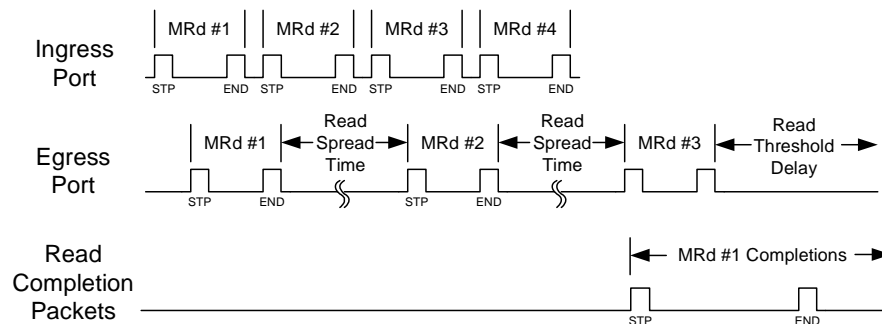 MRd #1 MRd #2 MRd #3 MRd #4
Ingress
Port
STP END STP END STP END STP END
Read
Spread
Time
Read
Spread
Time
Read
Threshold
Delay
MRd #1 MRd #2 MRd #3
Egress
Port
STP END STP END
Read
Completion
Packets
MRd #1 Completions
STP END